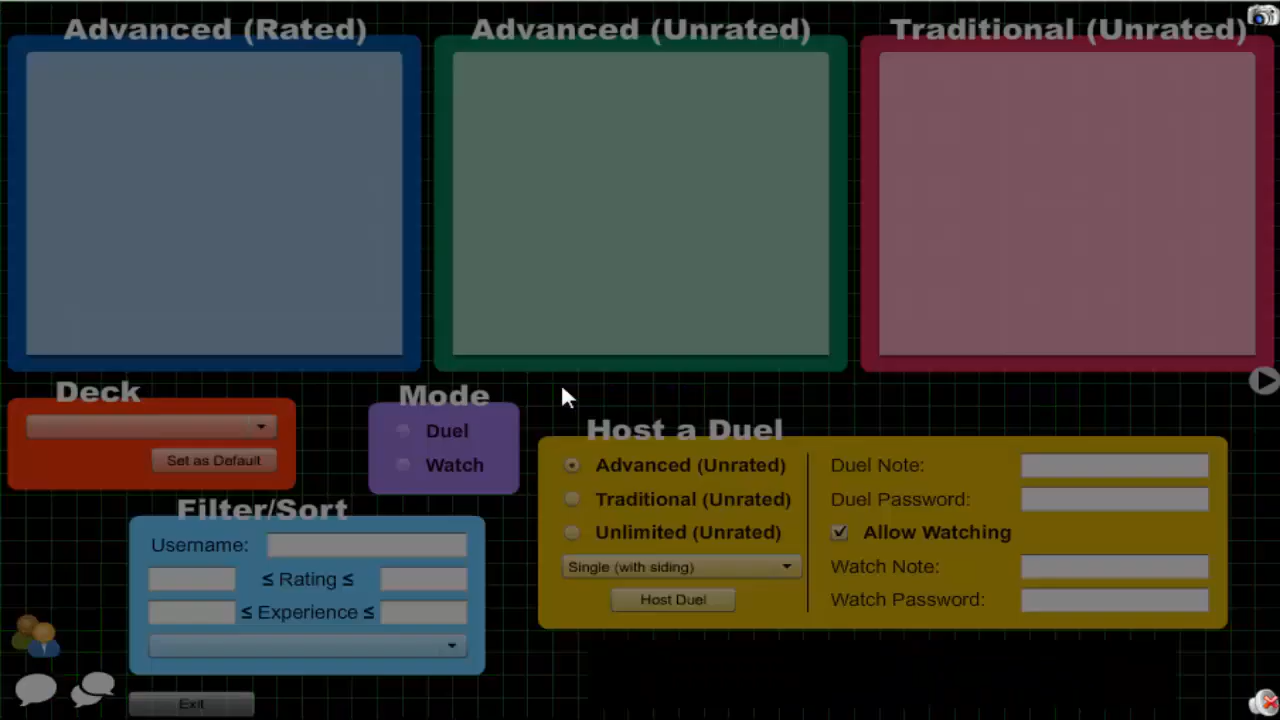 Advanced (Rated)
Advanced (Unrated)
Traditional (Unrated)
Deck
Set as Default
Mode
Duel
Watch
Filter/Sort
Username:
≤ Rating ≤
≤ Experience ≤
Host a Duel
Advanced (Unrated)
Traditional (Unrated)
Unlimited (Unrated)
Single (with siding)
Host Duel
Duel Note:
Duel Password:
Allow Watching
Watch Note:
Watch Password:
Exit